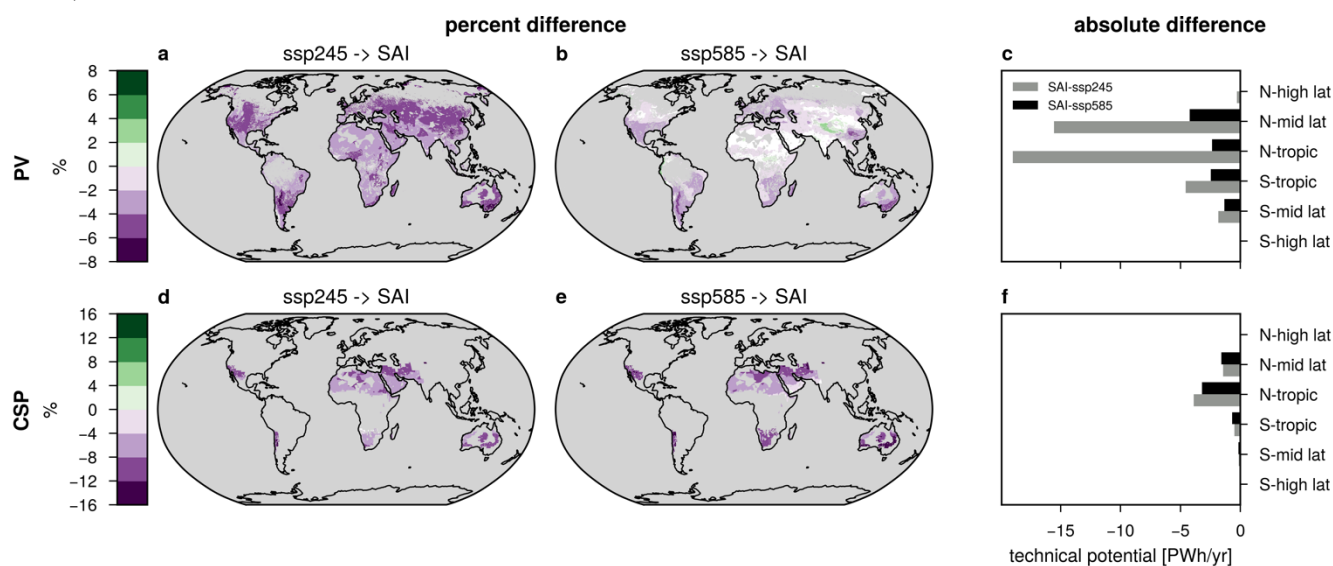 percent difference
absolute difference
a
ssp245 -> SAI
b
ssp585 -> SAI
c
PV
%
8
6
4
2
0
−2
−4
−6
−8
SAI-ssp245
SAI-ssp585
N-high lat
N-mid lat
N-tropic
S-tropic
S-mid lat
S-high lat
d
ssp245 -> SAI
e
ssp585 -> SAI
f
CSP
%
16
12
8
4
0
−4
−8
−12
−16
N-high lat
N-mid lat
N-tropic
S-tropic
S-mid lat
S-high lat
−15 −10 −5 0
technical potential [PWh/yr]